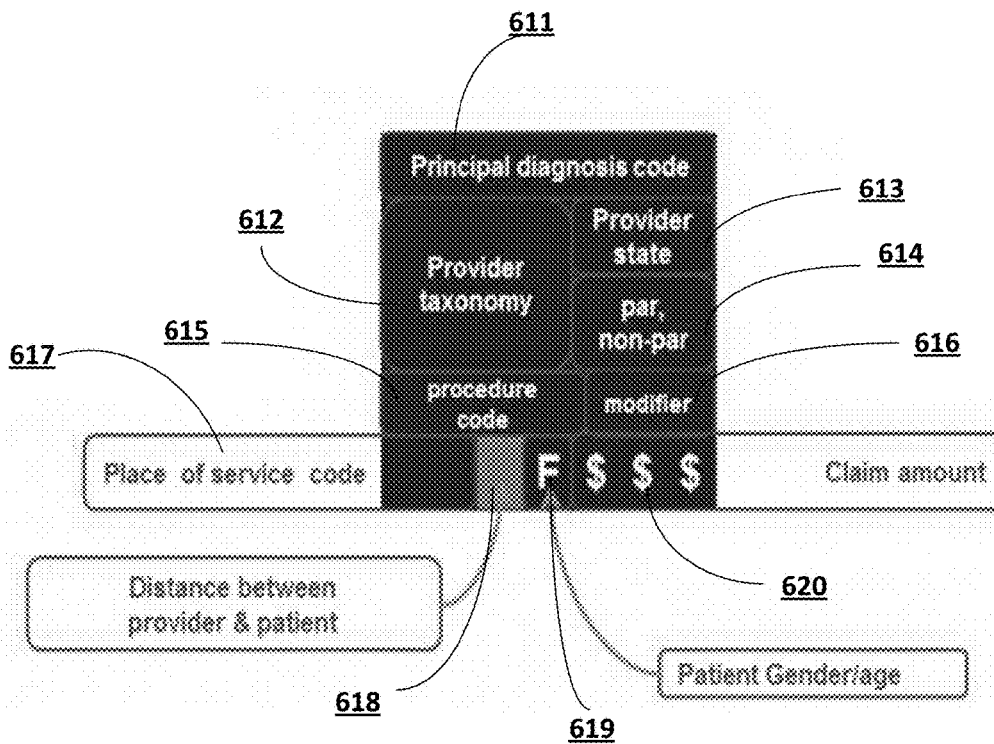 611
Principal diagnosis code
612
Provider
taxonomy
Provider
state
613
par,
non-par
614
615
procedure
code
modifier
616
617
Place of service code
F $ $ $
Claim amount
Distance between
provider & patient
620
Patient Gender/age
618
619